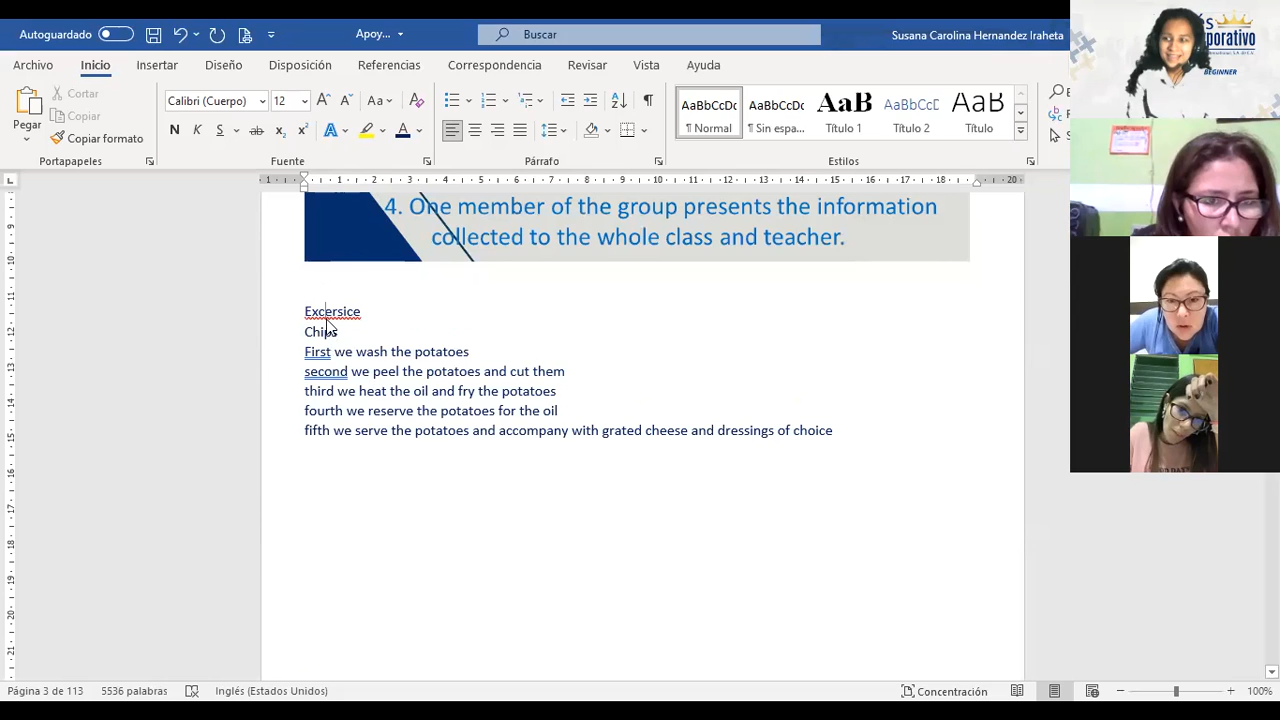 Autoguardado
Apoy...
Buscar
Susana Carolina Hernandez Iraheta
Archivo Inicio Insertar Diseño Disposición Referencias Correspondencia Revisar Vista Ayuda
Pegar
Cortar
Copiar
Copiar formato
Portapapeles
Calibri (Cuerpo) 12
N K S
Fuente
Párrafo
AaBbCcDc
¶ Normal
AaBbCcDc
¶ Sin espa...
AaB
Título 1
AaBbCcD
Título 2
AaBbCc
Título
Estilos
porativo
BEGINNER
4. One member of the group presents the information
collected to the whole class and teacher.
Excersice
Chips
First we wash the potatoes
second we peel the potatoes and cut them
third we heat the oil and fry the potatoes
fourth we reserve the potatoes for the oil
fifth we serve the potatoes and accompany with grated cheese and dressings of choice
Página 3 de 113 5536 palabras Inglés (Estados Unidos)
Concentración
100%